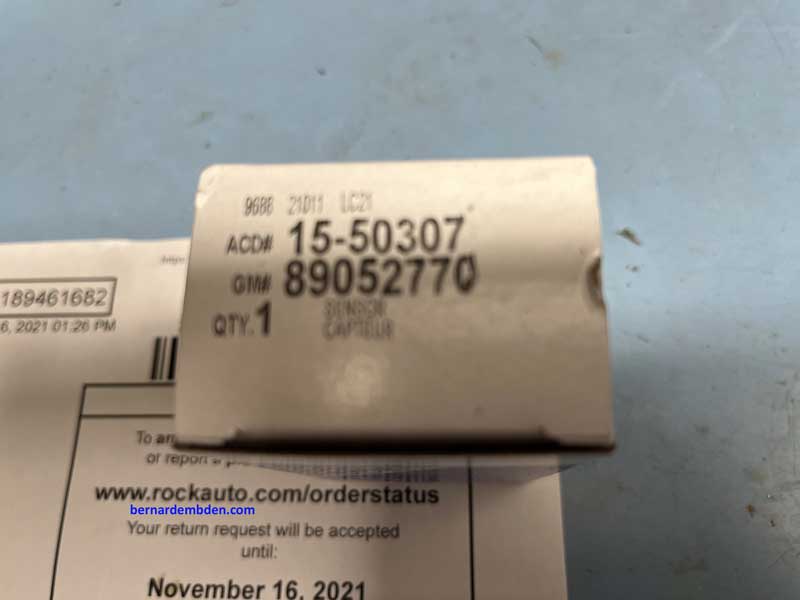 9688 21D11 LC21
ACD# 15-50307
GM# 89052770
QTY. 1
SENSOR
CAPTEUR
189461682
6, 2021 01:26 PM
To
or report a
www.rockauto.com/orderstatus
bernardembden.com
Your return request will be accepted
until:
November 16, 2021